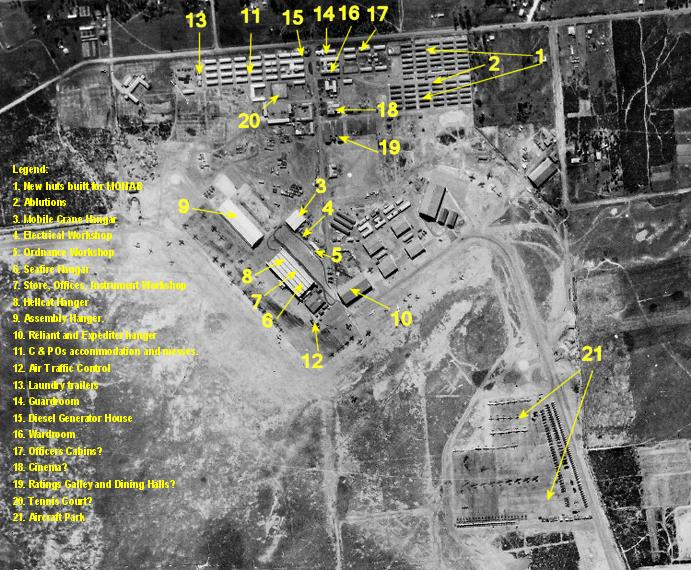 13 11 15 14 16 17
1
2
18
20
19
Legend:
1. New huts built for MONAB
2. Ablutions
3. Mobile Crane Hangar
4. Electrical Workshop
5. Ordnance Workshop
6. Seafire Hangar
7. Store, Offices, Instrument Workshop
8. Hellcat Hanger
9. Assembly Hanger.
10. Reliant and Expediter hanger
11. C & POs accommodation and messes.
12. Air Traffic Control
13. Laundry trailers
14. Guardroom
15. Diesel Generator House
16. Wardroom
17. Officers Cabins?
18. Cinema?
19. Ratings Galley and Dining Halls?
20. Tennis Court?
21. Aircraft Park
3
9
4
5
8
7
6
10
12
21